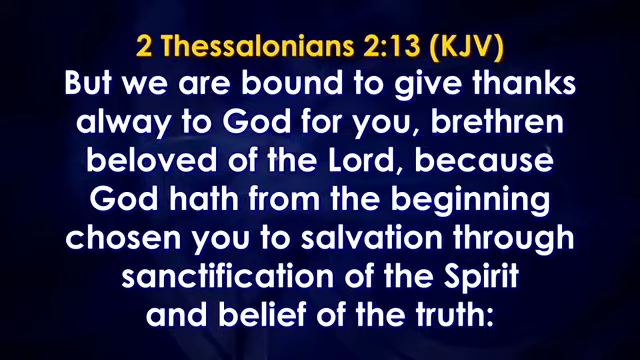 2 Thessalonians 2:13 (KJV)
But we are bound to give thanks
alway to God for you, brethren
beloved of the Lord, because
God hath from the beginning
chosen you to salvation through
sanctification of the Spirit
and belief of the truth: